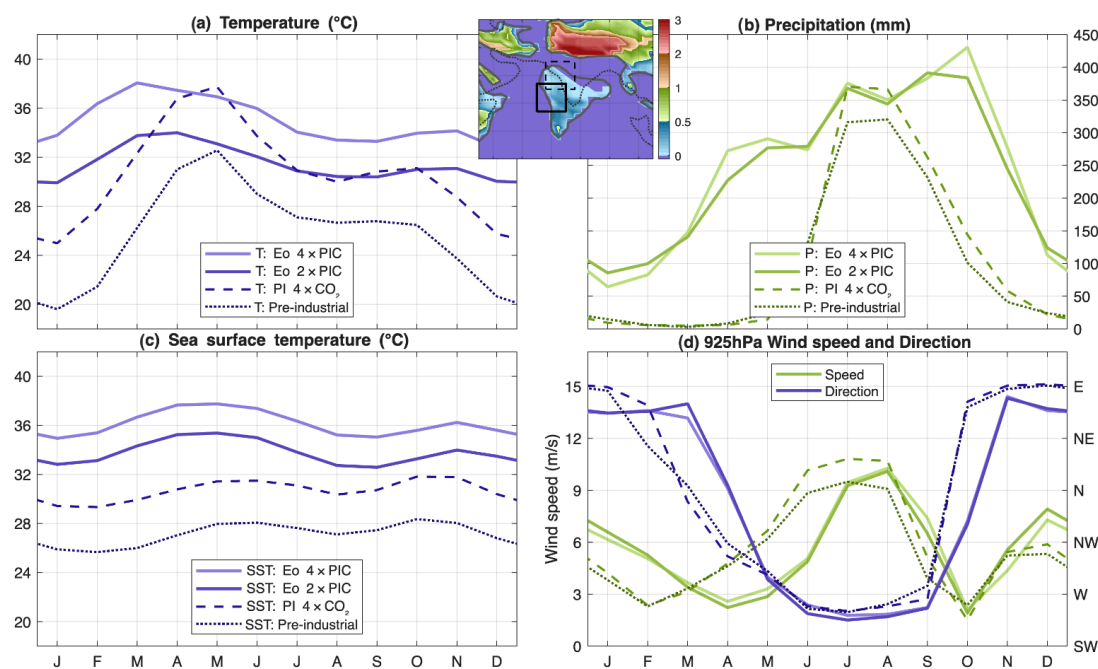 (a) Temperature (°C)
40
36
32
28
24
20
T: Eo 4×PIC
T: Eo 2×PIC
T: PI 4×CO₂
T: Pre-industrial
3
2
1
0.5
0
(b) Precipitation (mm)
450
400
350
300
250
200
150
100
50
0
P: Eo 4×PIC
P: Eo 2×PIC
P: PI 4×CO₂
P: Pre-industrial
(c) Sea surface temperature (°C)
40
36
32
28
24
20
SST: Eo 4×PIC
SST: Eo 2×PIC
SST: PI 4×CO₂
SST: Pre-industrial
J F M A M J J A S O N D
(d) 925hPa Wind speed and Direction
Speed
Direction
Wind speed (m/s)
15
12
9
6
3
0
E
NE
N
NW
W
SW
J F M A M J J A S O N D